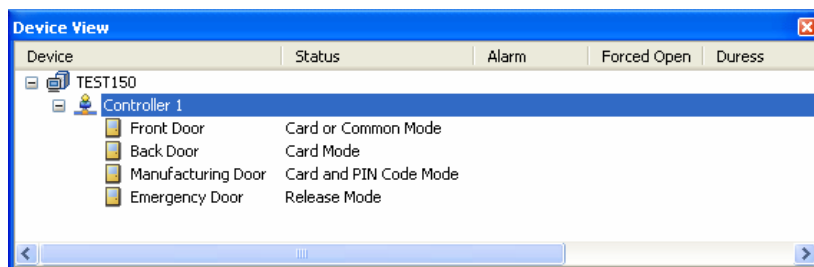 Device View
Device Status Alarm Forced Open Duress
TEST150
Controller 1
Front Door Card or Common Mode
Back Door Card Mode
Manufacturing Door Card and PIN Code Mode
Emergency Door Release Mode